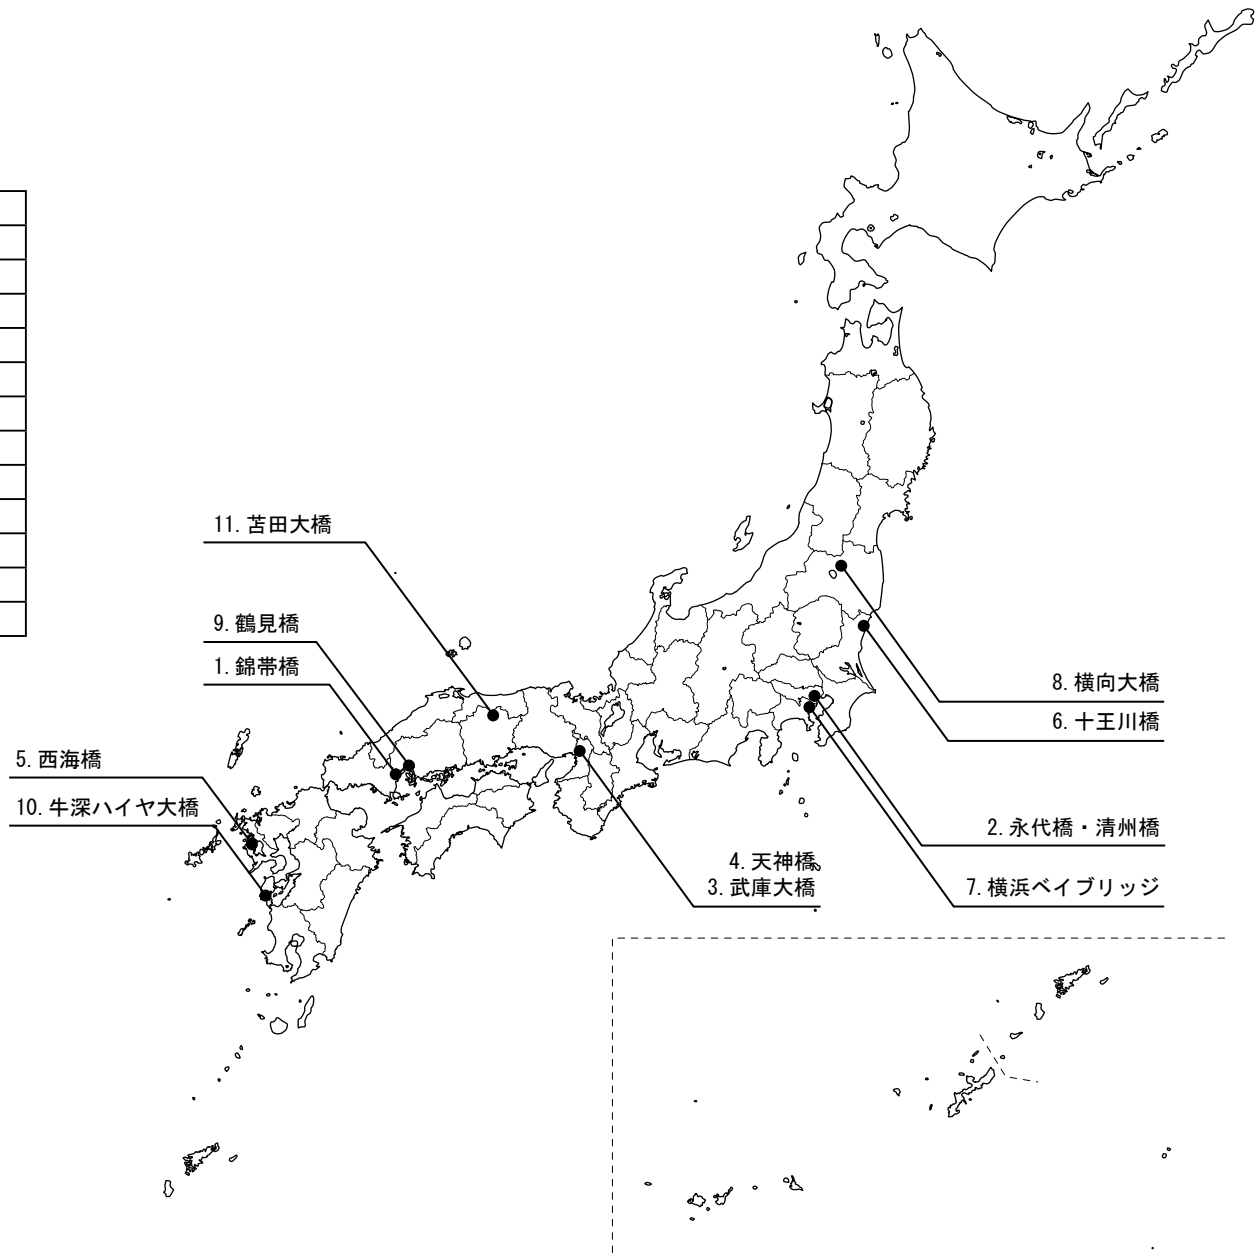 11. 苫田大橋
9. 鶴見橋
1. 錦帯橋
5. 西海橋
10. 牛深ハイヤ大橋
8. 横向大橋
6. 十王川橋
2. 永代橋・清州橋
4. 天神橋
3. 武庫大橋
7. 横浜ベイブリッジ